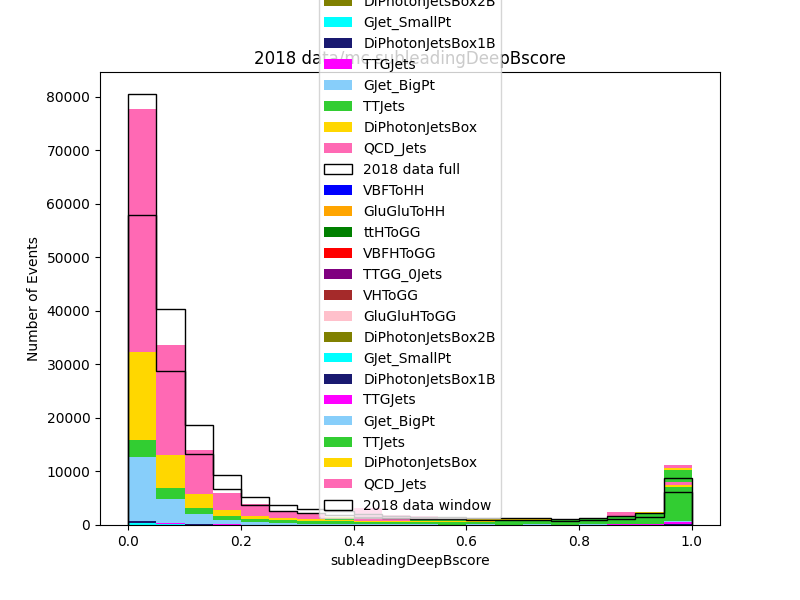 DiPhotonJetsBox2B
GJet_SmallPt
DiPhotonJetsBox1B
2018 data/mc subleadingDeepBscore
TTGJets
GJet_BigPt
TTJets
DiPhotonJetsBox
QCD_Jets
2018 data full
VBFToHH
GluGluToHH
ttHToGG
VBFHToGG
TTGG_0Jets
VHToGG
GluGluHToGG
DiPhotonJetsBox2B
GJet_SmallPt
DiPhotonJetsBox1B
TTGJets
GJet_BigPt
TTJets
DiPhotonJetsBox
QCD_Jets
2018 data window
Number of Events
80000
70000
60000
50000
40000
30000
20000
10000
0
0.0 0.2 0.4 0.6 0.8 1.0
subleadingDeepBscore